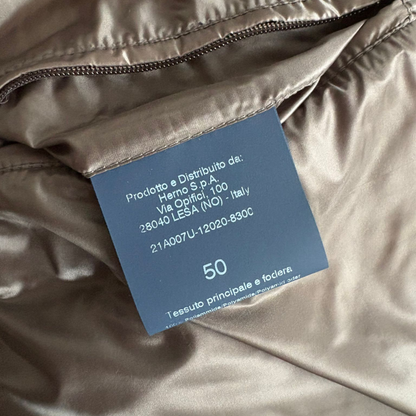 Prodotto e Distribuito da:
Herno S.p.A.
Via Opifici, 100
28040 LESA (NO) - Italy
21A007U-12020-8300
50
Tessuto principale e fodera